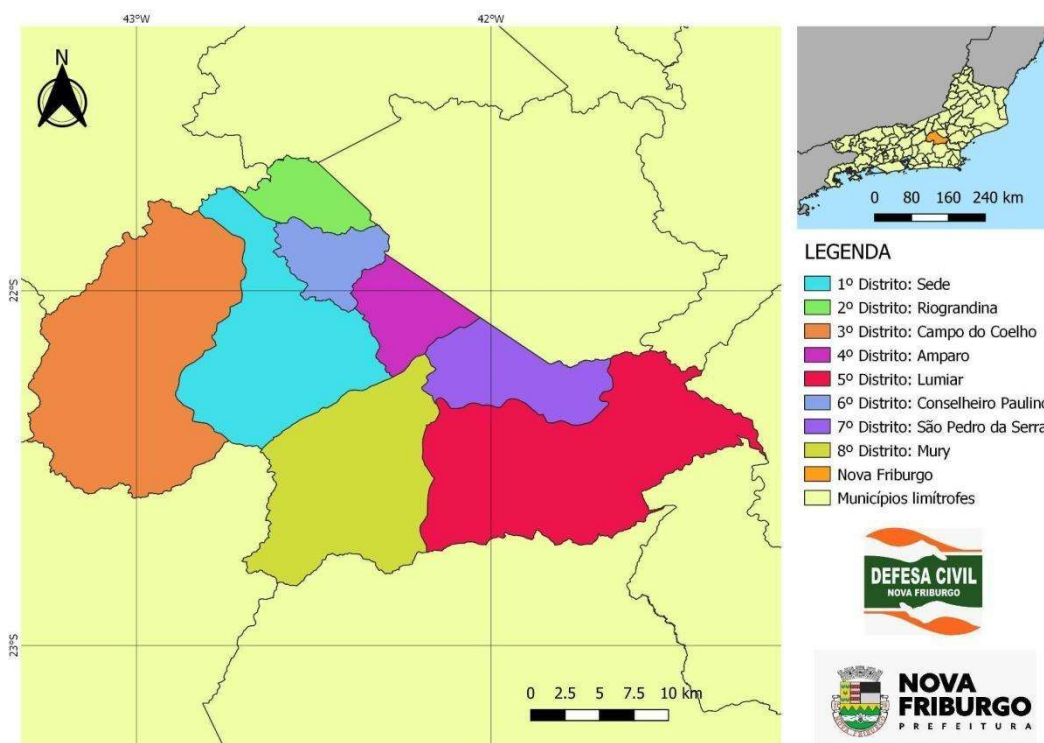 43°W 42°W
N
22°S
23°S
0 2.5 5 7.5 10 km
0 80 160 240 km
LEGENDA
1º Distrito: Sede
2º Distrito: Riograndina
3º Distrito: Campo do Coelho
4º Distrito: Amparo
5º Distrito: Lumiar
6º Distrito: Conselheiro Paulino
7º Distrito: São Pedro da Serra
8º Distrito: Mury
Nova Friburgo
Municípios limítrofes
DEFESA CIVIL
NOVA FRIBURGO
NOVA
FRIBURGO
PREFEITURA